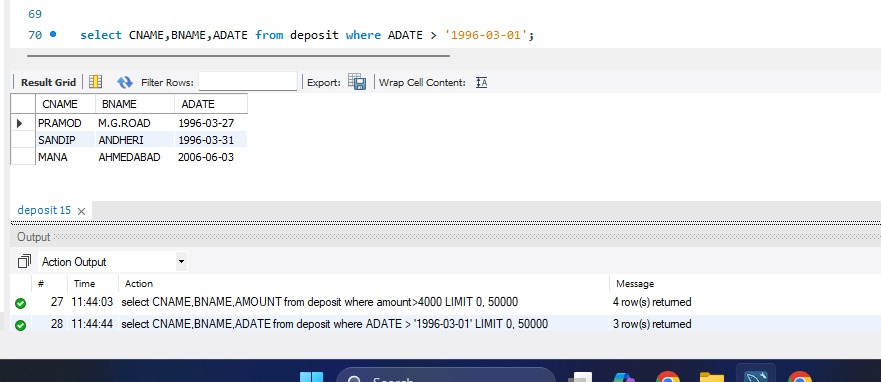 69
70 select CNAME,BNAME,ADATE from deposit where ADATE > '1996-03-01';
Result Grid Filter Rows: Export: Wrap Cell Content: IA
CNAME BNAME ADATE
PRAMOD M.G.ROAD 1996-03-27
SANDIP ANDHERI 1996-03-31
MANA AHMEDABAD 2006-06-03
deposit 15 ×
Output
Action Output
# Time Action Message
27 11:44:03 select CNAME,BNAME,AMOUNT from deposit where amount>4000 LIMIT 0, 50000 4 row(s) returned
28 11:44:44 select CNAME,BNAME,ADATE from deposit where ADATE > '1996-03-01' LIMIT 0, 50000 3 row(s) returned
Search